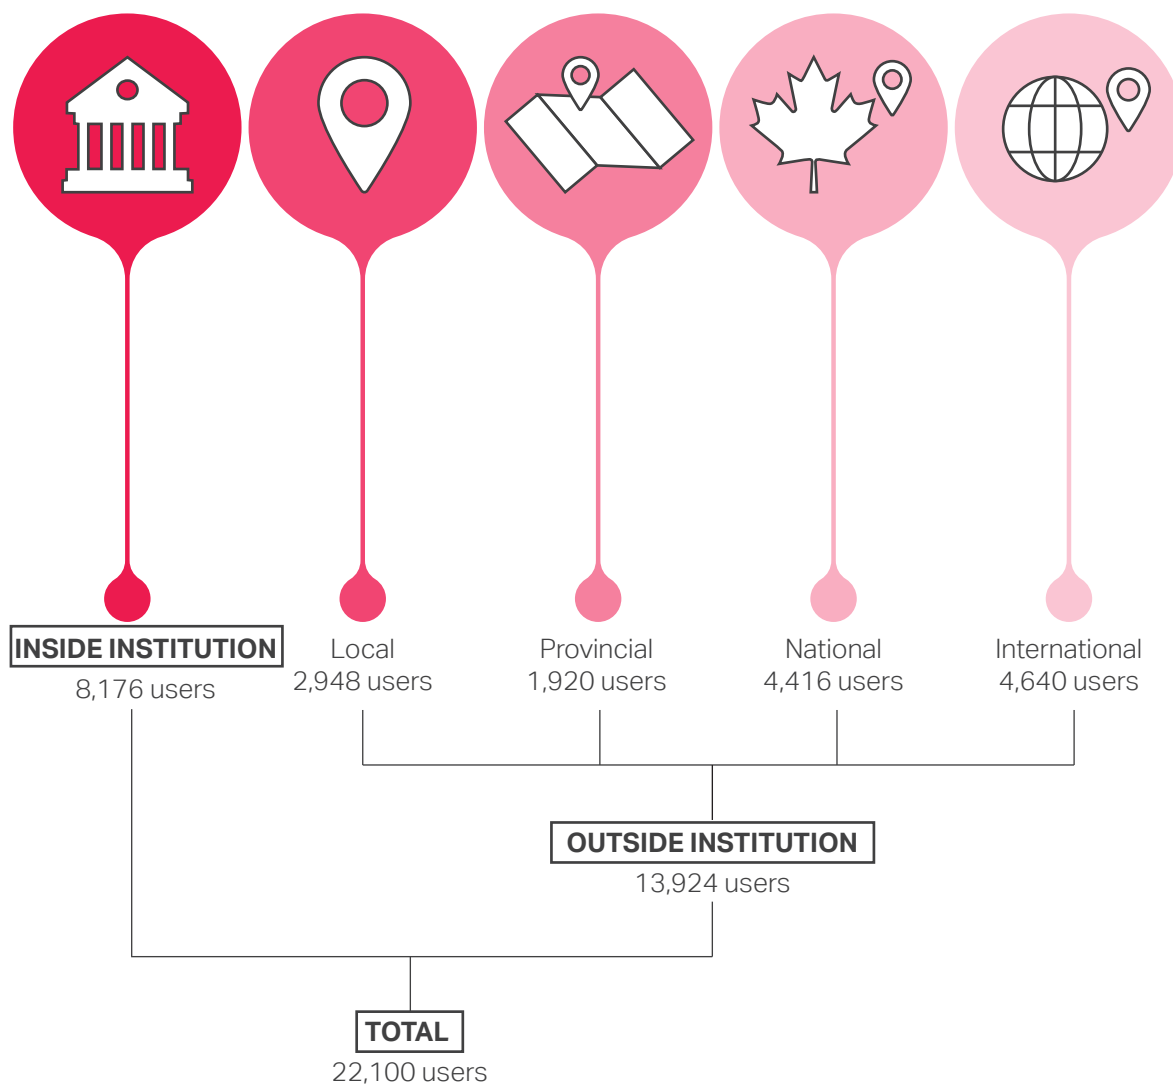 INSIDE INSTITUTION
8,176 users
Local
2,948 users
Provincial
1,920 users
National
4,416 users
International
4,640 users
OUTSIDE INSTITUTION
13,924 users
TOTAL
22,100 users